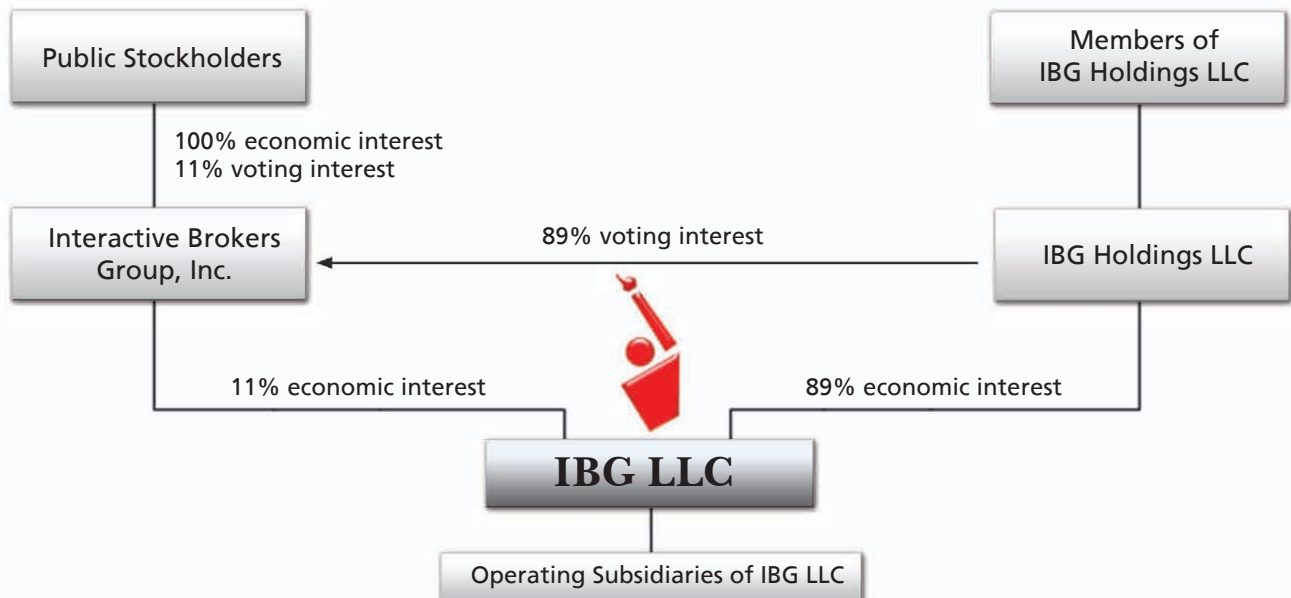 Public Stockholders
Members of
IBG Holdings LLC
100% economic interest
11% voting interest
Interactive Brokers
Group, Inc.
89% voting interest
IBG Holdings LLC
11% economic interest
89% economic interest
IBG LLC
Operating Subsidiaries of IBG LLC